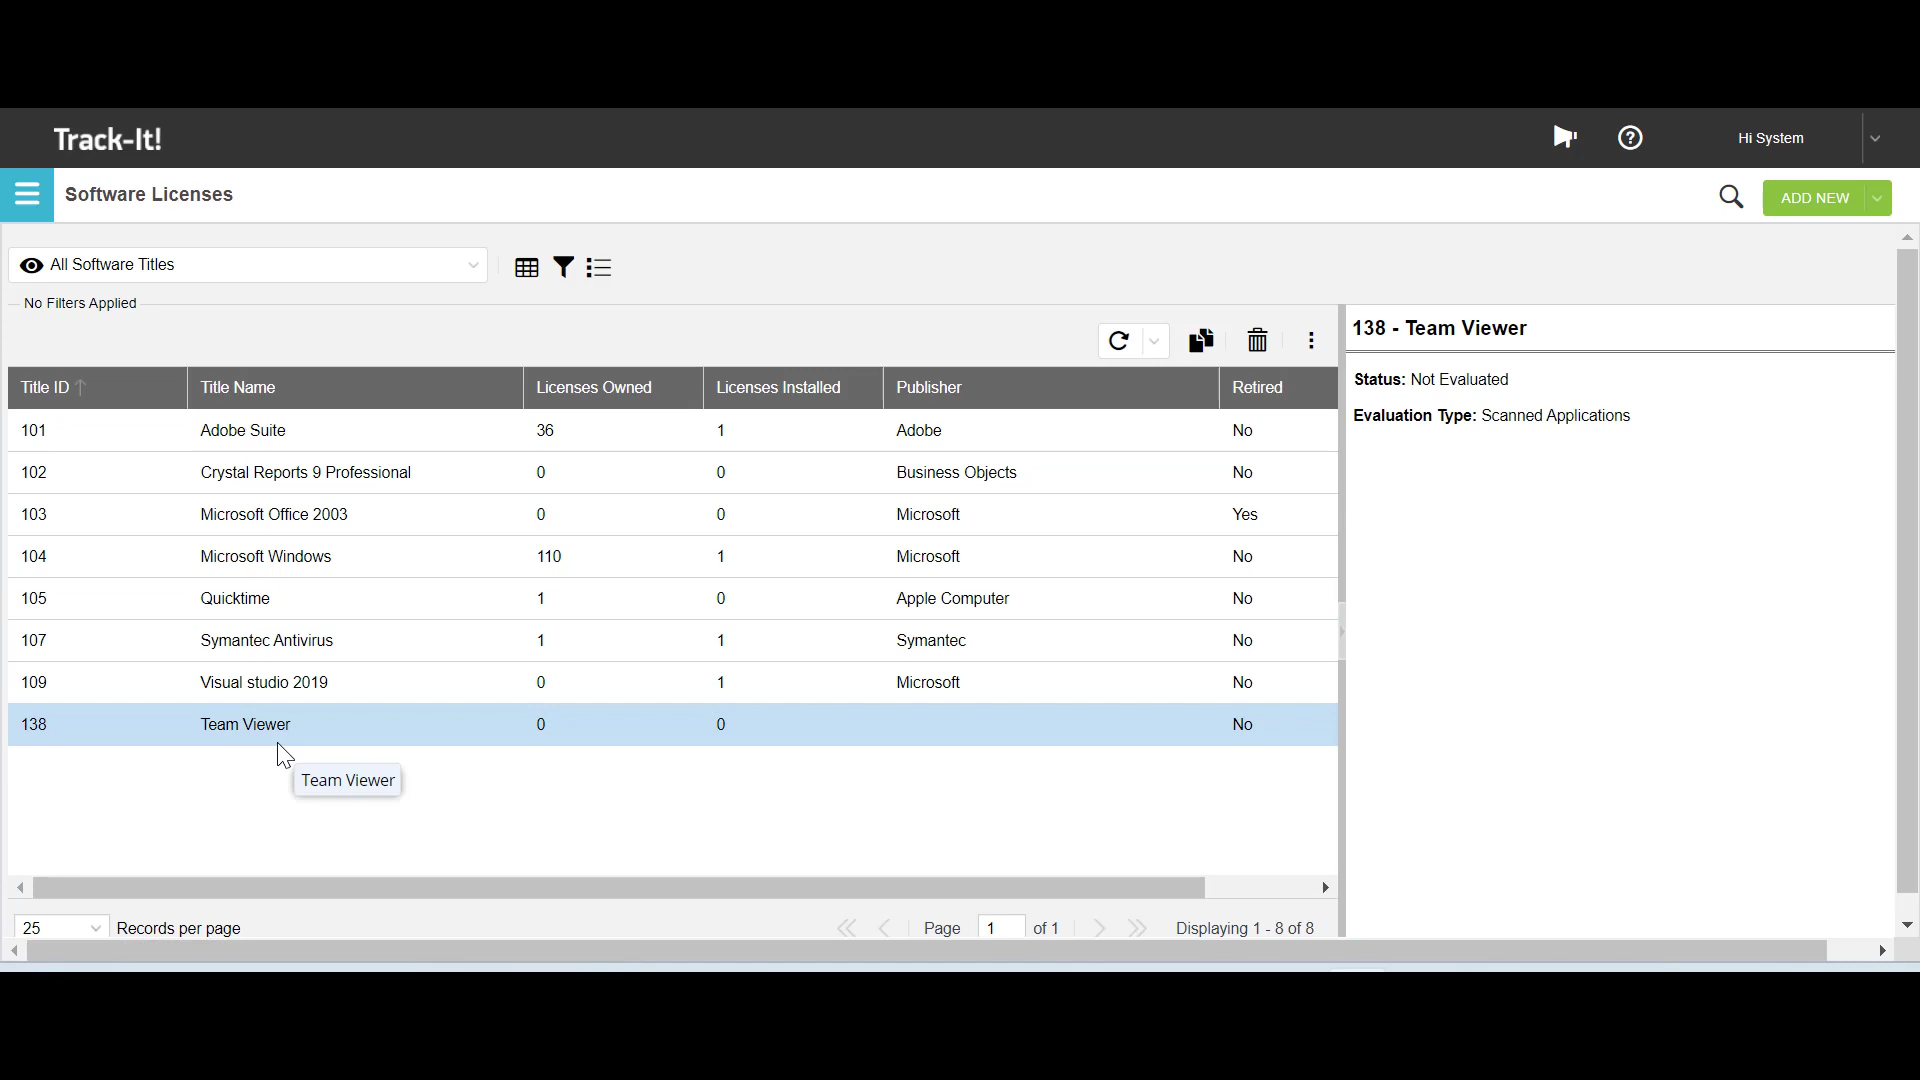 Track-It!
Hi System
Software Licenses
ADD NEW
All Software Titles
No Filters Applied
Title ID Title Name Licenses Owned Licenses Installed Publisher Retired
101 Adobe Suite 36 1 Adobe No
102 Crystal Reports 9 Professional 0 0 Business Objects No
103 Microsoft Office 2003 0 0 Microsoft Yes
104 Microsoft Windows 110 1 Microsoft No
105 Quicktime 1 0 Apple Computer No
107 Symantec Antivirus 1 1 Symantec No
109 Visual studio 2019 0 1 Microsoft No
138 Team Viewer 0 0 No
Team Viewer
25 Records per page
Page 1 of 1
Displaying 1 - 8 of 8
138 - Team Viewer
Status: Not Evaluated
Evaluation Type: Scanned Applications